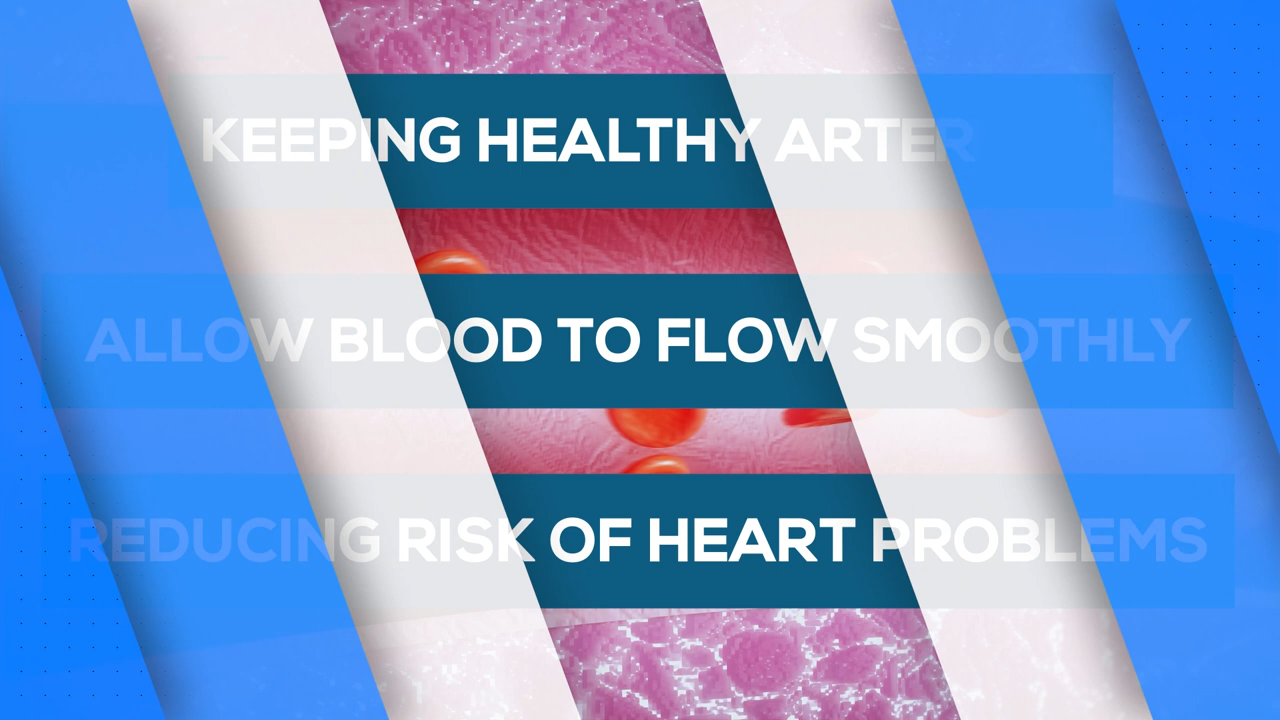 KEEPING HEALTHY ARTER
ALLOW BLOOD TO FLOW SMOOTHLY
REDUCING RISK OF HEART PROBLEMS